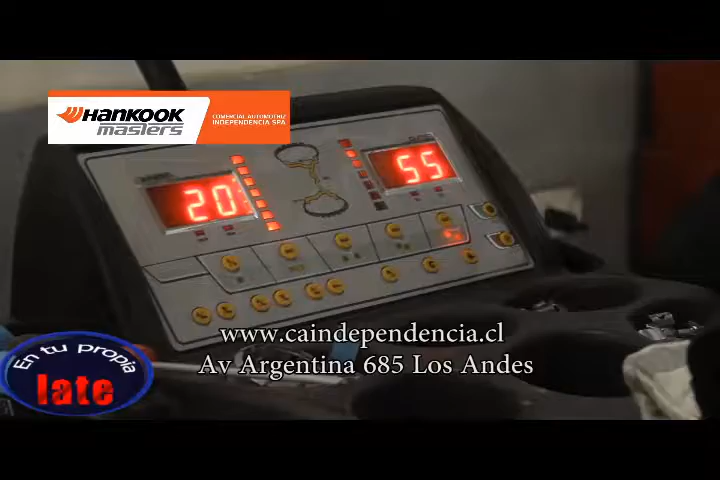 HANKOOK
masters
COMERCIAL AUTOMOTRIZ
INDEPENDENCIA SPA
20
55
www.caindependencia.cl
Av Argentina 685 Los Andes
En tu propia
late